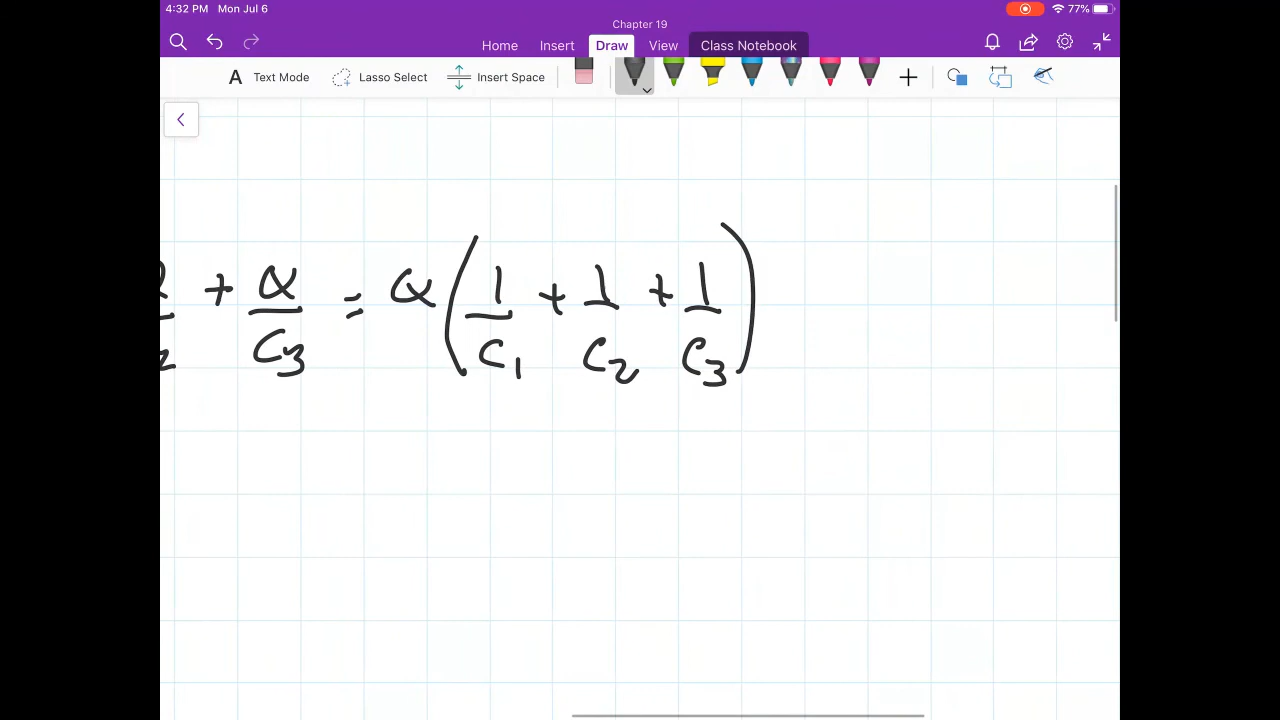 4:32 PM Mon Jul 6 77%
Chapter 19
Home Insert Draw View Class Notebook
A Text Mode Lasso Select Insert Space
+ Q/C3 = Q(1/C1 + 1/C2 + 1/C3)